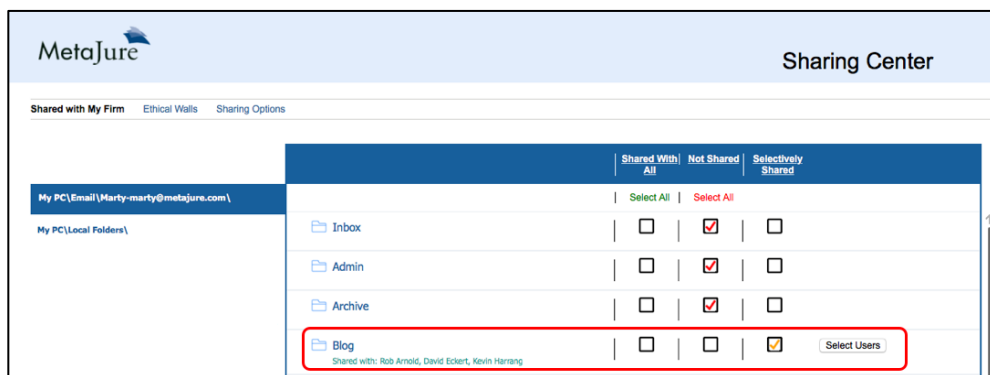 MetaJure
Sharing Center
Shared with My Firm Ethical Walls Sharing Options
Shared With All Not Shared Selectively Shared
My PC\Email\Marty-marty@metajure.com\
Select All Select All
My PC\Local Folders\
Inbox
Admin
Archive
Blog
Select Users
Shared with: Rob Arnold, David Eckert, Kevin Harrang